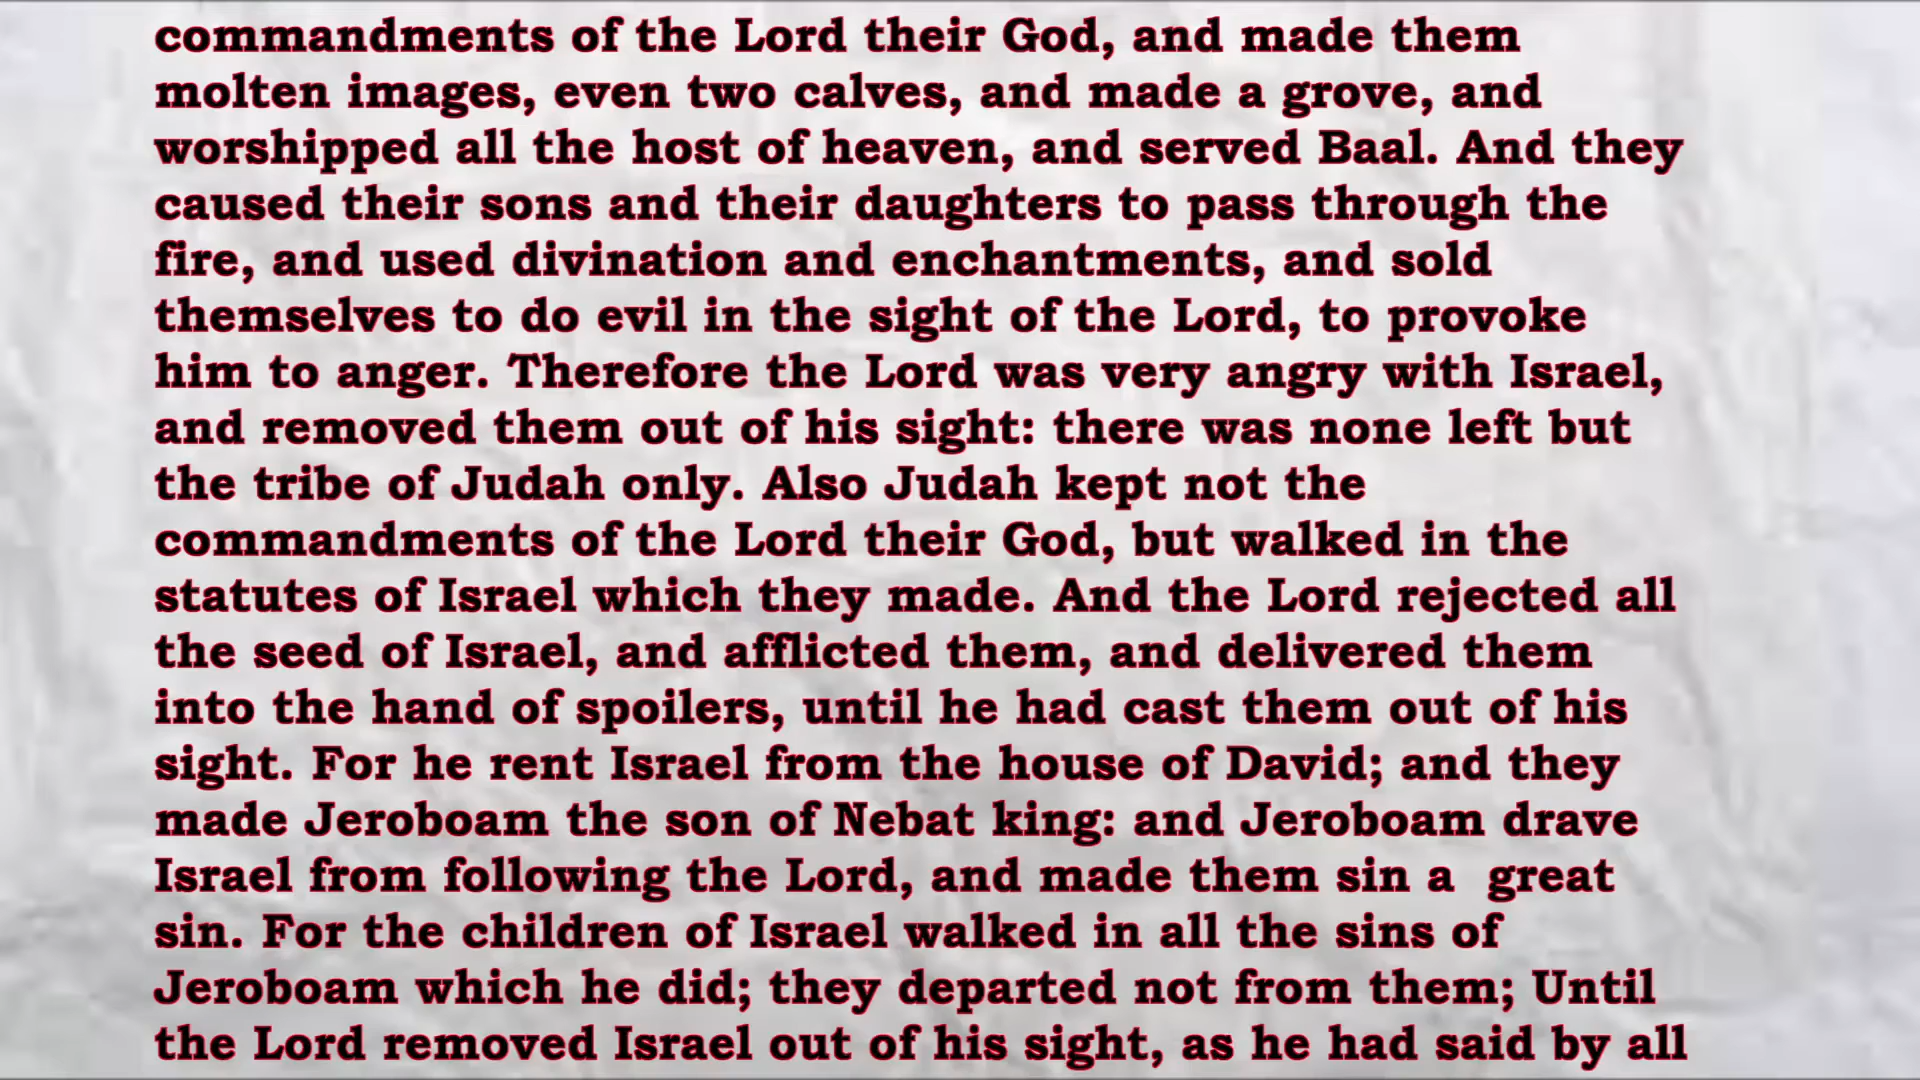 commandments of the Lord their God, and made them
molten images, even two calves, and made a grove, and
worshipped all the host of heaven, and served Baal. And they
caused their sons and their daughters to pass through the
fire, and used divination and enchantments, and sold
themselves to do evil in the sight of the Lord, to provoke
him to anger. Therefore the Lord was very angry with Israel,
and removed them out of his sight: there was none left but
the tribe of Judah only. Also Judah kept not the
commandments of the Lord their God, but walked in the
statutes of Israel which they made. And the Lord rejected all
the seed of Israel, and afflicted them, and delivered them
into the hand of spoilers, until he had cast them out of his
sight. For he rent Israel from the house of David; and they
made Jeroboam the son of Nebat king: and Jeroboam drave
Israel from following the Lord, and made them sin a  great
sin. For the children of Israel walked in all the sins of
Jeroboam which he did; they departed not from them; Until
the Lord removed Israel out of his sight, as he had said by all